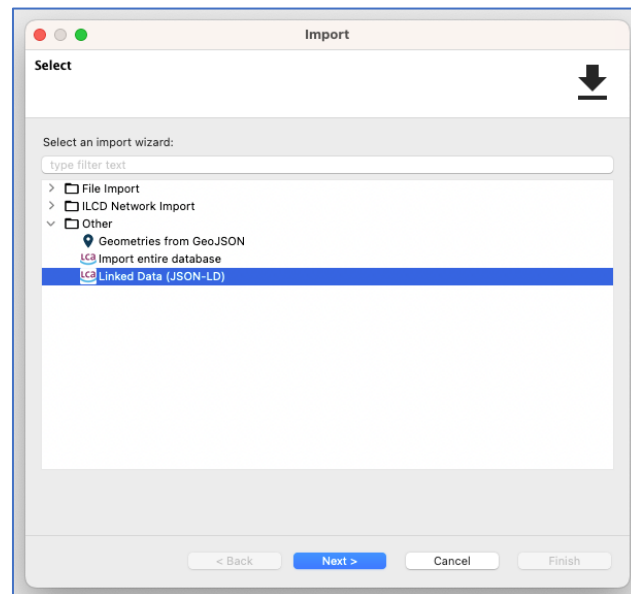 Import
Select
Select an import wizard:
type filter text
File Import
ILCD Network Import
Other
Geometries from GeoJSON
LCA Import entire database
LCA Linked Data (JSON-LD)
< Back Next > Cancel Finish